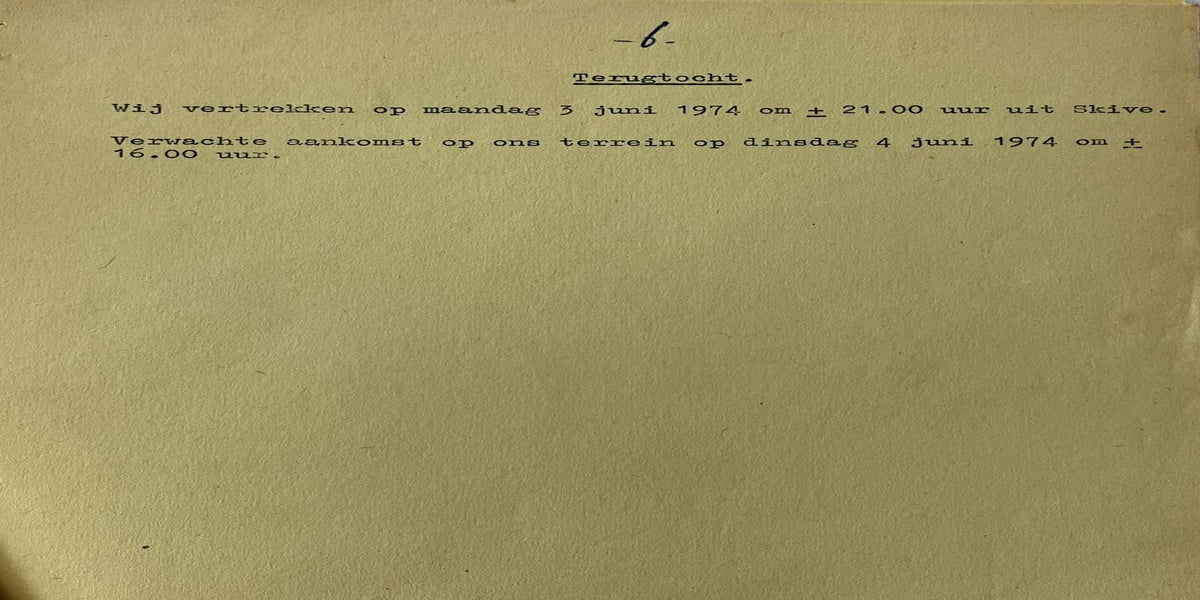 -6-
Terugtocht.
Wij vertrekken op maandag 3 juni 1974 om ± 21.00 uur uit Skive.
Verwachte aankomst op ons terrein op dinsdag 4 juni 1974 om ±
16.00 uur.